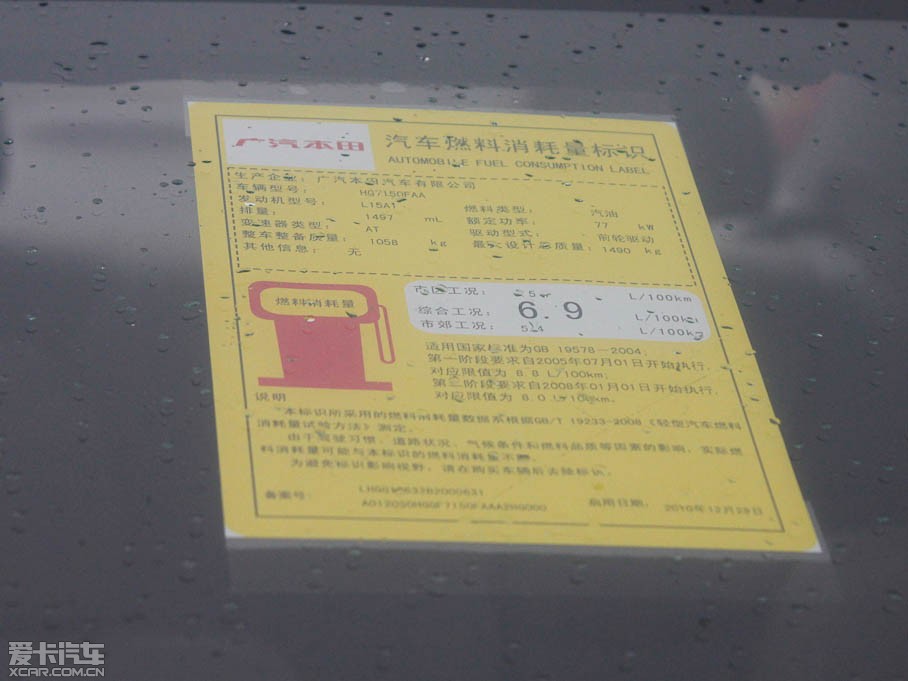 广汽本田
汽车燃料消耗量标识
AUTOMOBILE FUEL CONSUMPTION LABEL
生产企业: 广汽本田汽车有限公司
车辆型号: HG7150FAA
发动机型号: L15A1 燃料类型: 汽油
排量: 1497 mL 额定功率: 77 kW
变速器类型: AT 驱动型式: 前轮驱动
整车整备质量: 1058 kg 最大设计总质量: 1490 kg
其他信息: 无
燃料消耗量
市区工况: L/100km
综合工况: 6.9 L/100km
市郊工况: 5.4 L/100km
适用国家标准为GB 19578-2004;
第一阶段要求自2005年07月01日开始执行,
对应限值为 8.8 L/100km;
第二阶段要求自2008年01月01日开始执行,
对应限值为 8.0 L/100km.
说明
本标识所采用的燃料消耗量数据系根据GB/T 19233-2008《轻型汽车燃料
消耗量试验方法》测定。
由于驾驶习惯、道路状况、气候条件和燃料品质等因素的影响,实际燃
料消耗量可能与本标识的燃料消耗量不同。
为避免标识影响视野,请在购买车辆后去除标识。
备案号:
启用日期: 2010年12月29日
爱卡汽车
XCAR.COM.CN